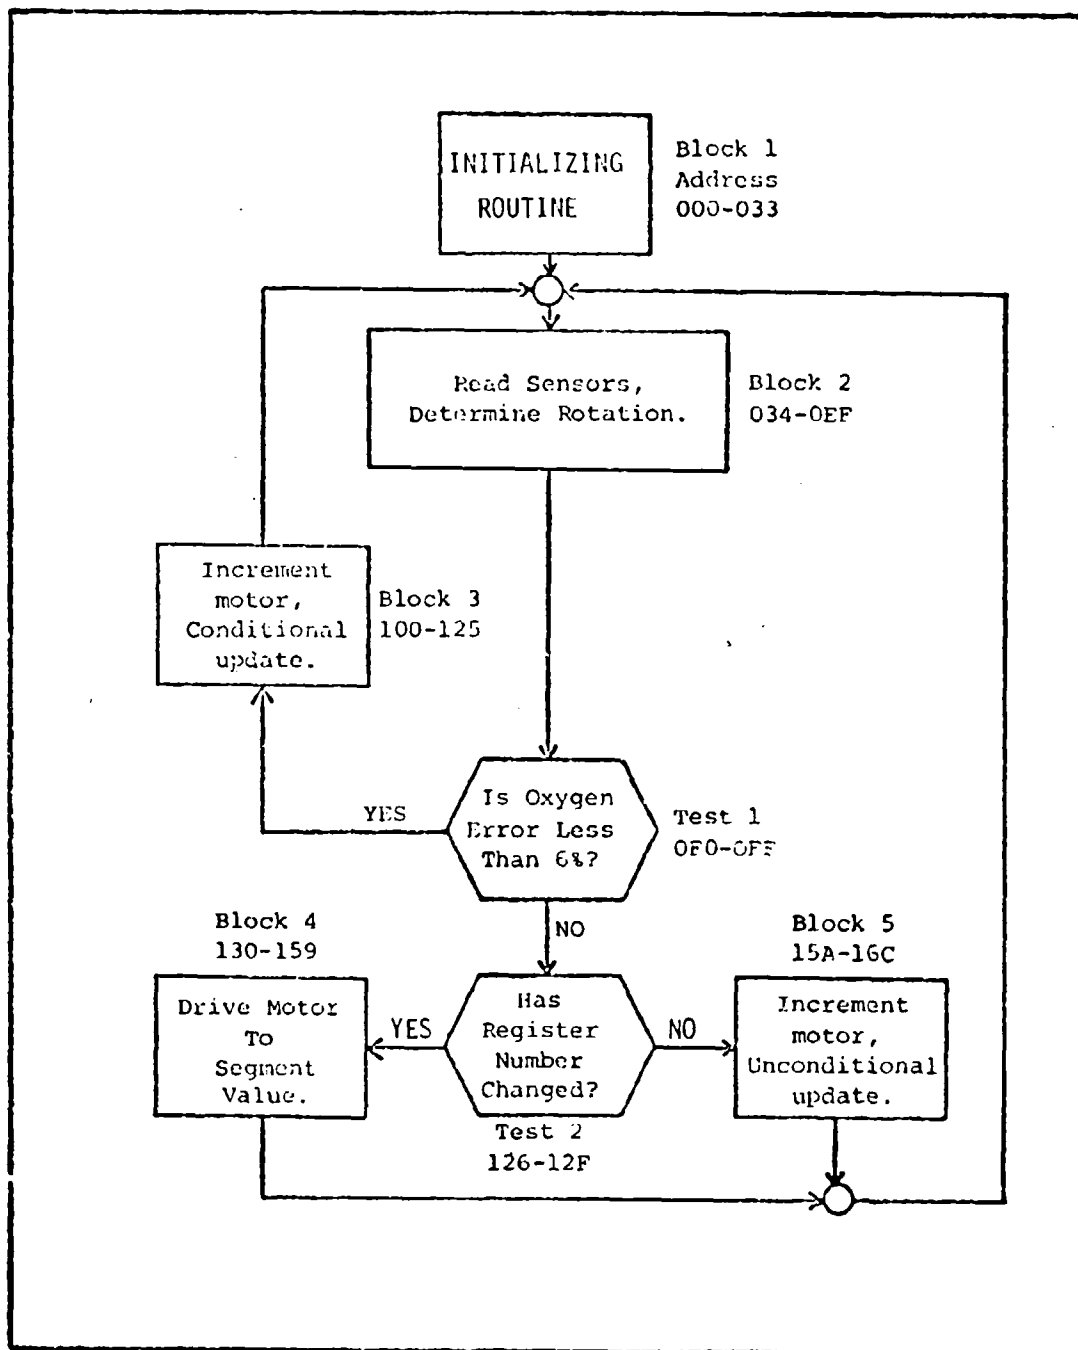 INITIALIZING
ROUTINE
Block 1
Address
000-033
Read Sensors,
Determine Rotation.
Block 2
034-0EF
Increment
motor,
Conditional
update.
Block 3
100-125
YES
Is Oxygen
Error Less
Than 6%?
Test 1
0F0-0FF
NO
Block 4
130-159
Drive Motor
To
Segment
Value.
YES
Has
Register
Number
Changed?
NO
Test 2
126-12F
Block 5
15A-16C
Increment
motor,
Unconditional
update.